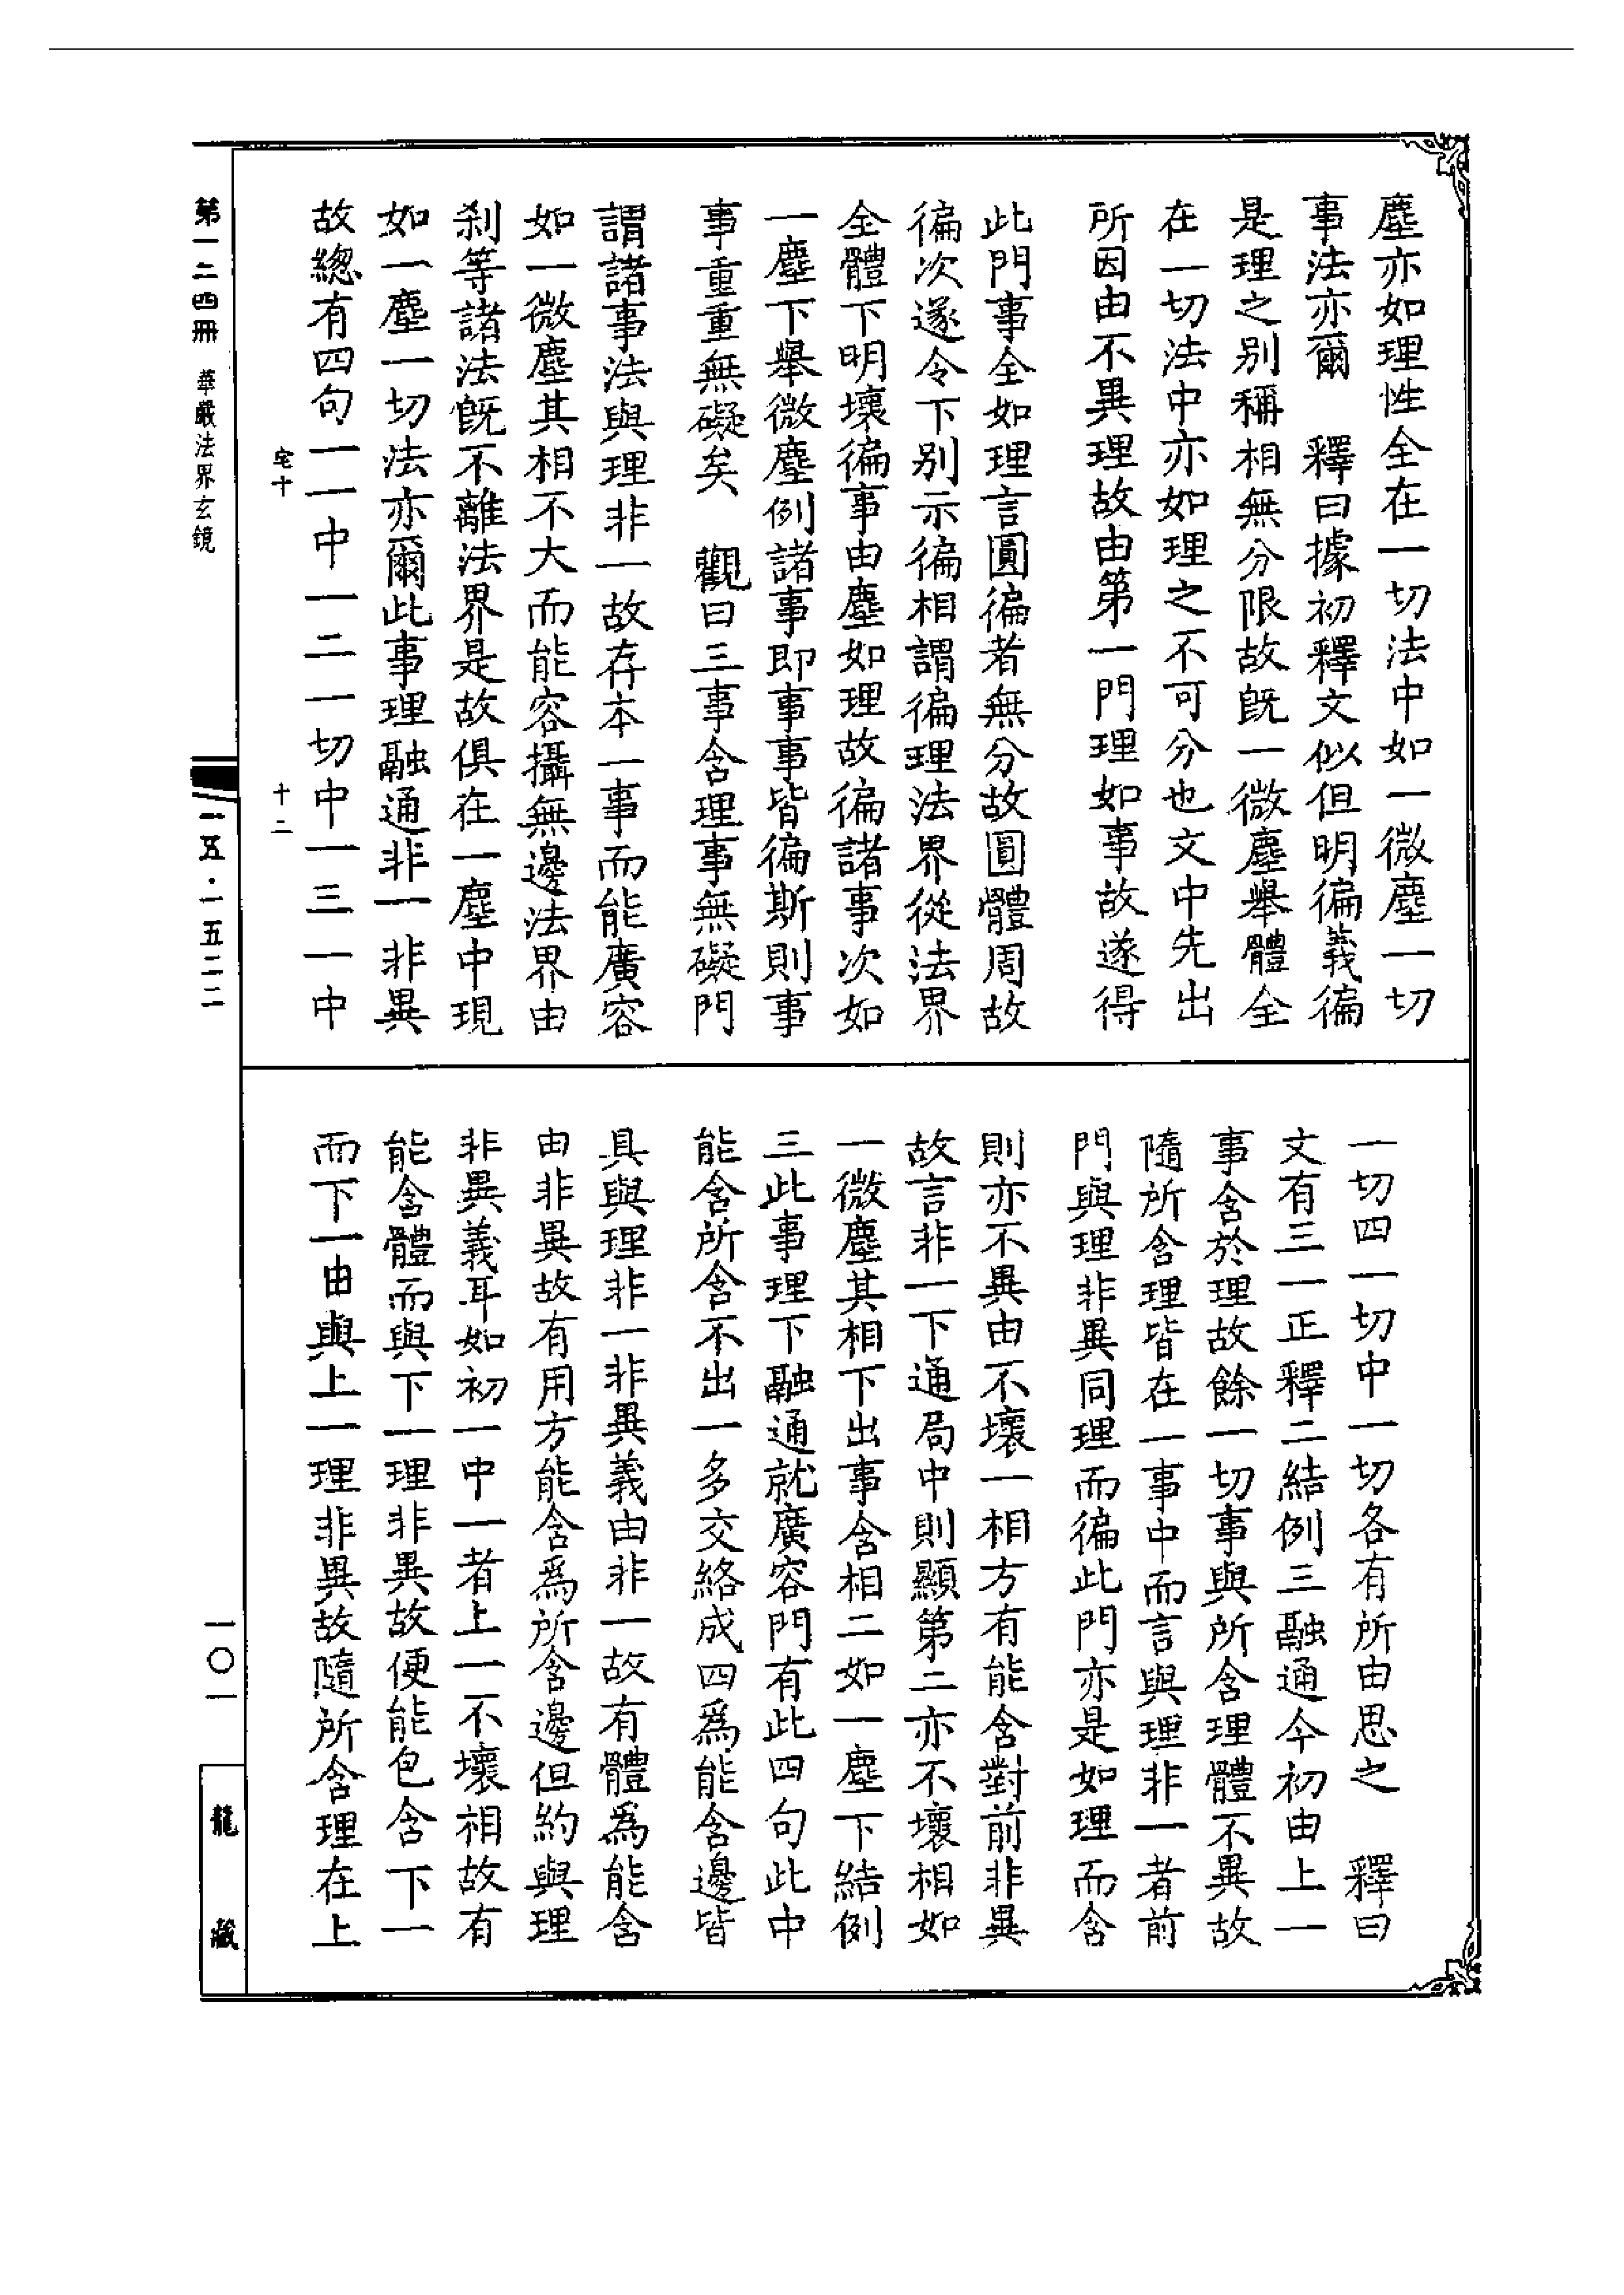 塵亦如理性全在一切法中如一微塵一切
事法亦爾　釋曰據初釋文似但明徧義徧
是理之別稱相無分限故旣一微塵舉體全
在一切法中亦如理之不可分也文中先出
所因由不異理故由第一門理如事故遂得
此門事全如理言圓徧者無分故圓體周故
徧次遂令下別示徧相謂徧理法界從法界
全體下明壞徧事由塵如理故徧諸事次如
一塵下舉微塵例諸事即事事皆徧斯則事
事重重無礙矣　觀曰三事含理事無礙門
謂諸事法與理非一故存本一事而能廣容
如一微塵其相不大而能容攝無邊法界由
刹等諸法旣不離法界是故俱在一塵中現
如一塵一切法亦爾此事理融通非一非異
故總有四句一一中一二一切中一三一中
宅十　十二
一切四一切中一切各有所由思之　釋曰
文有三一正釋二結例三融通今初由上一
事含於理故餘一切事與所含理體不異故
隨所含理皆在一事中而言與理非一者前
門與理非異同理而徧此門亦是如理而含
則亦不異由不壞一相方有能含對前非異
故言非一下通局中則顯第二亦不壞相如
一微塵其相下出事含相二如一塵下結例
三此事理下融通就廣容門有此四句此中
能含所含不出一多交絡成四爲能含邊皆
具與理非一非異義由非一故有體爲能含
由非異故有用方能含爲所含邊但約與理
非異義耳如初一中一者上一不壞相故有
能含體而與下一理非異故便能包含下一
而下一由與上一理非異故隨所含理在上
第一二四冊　華嚴法界玄鏡
一五·一五二二
一〇一
龍藏